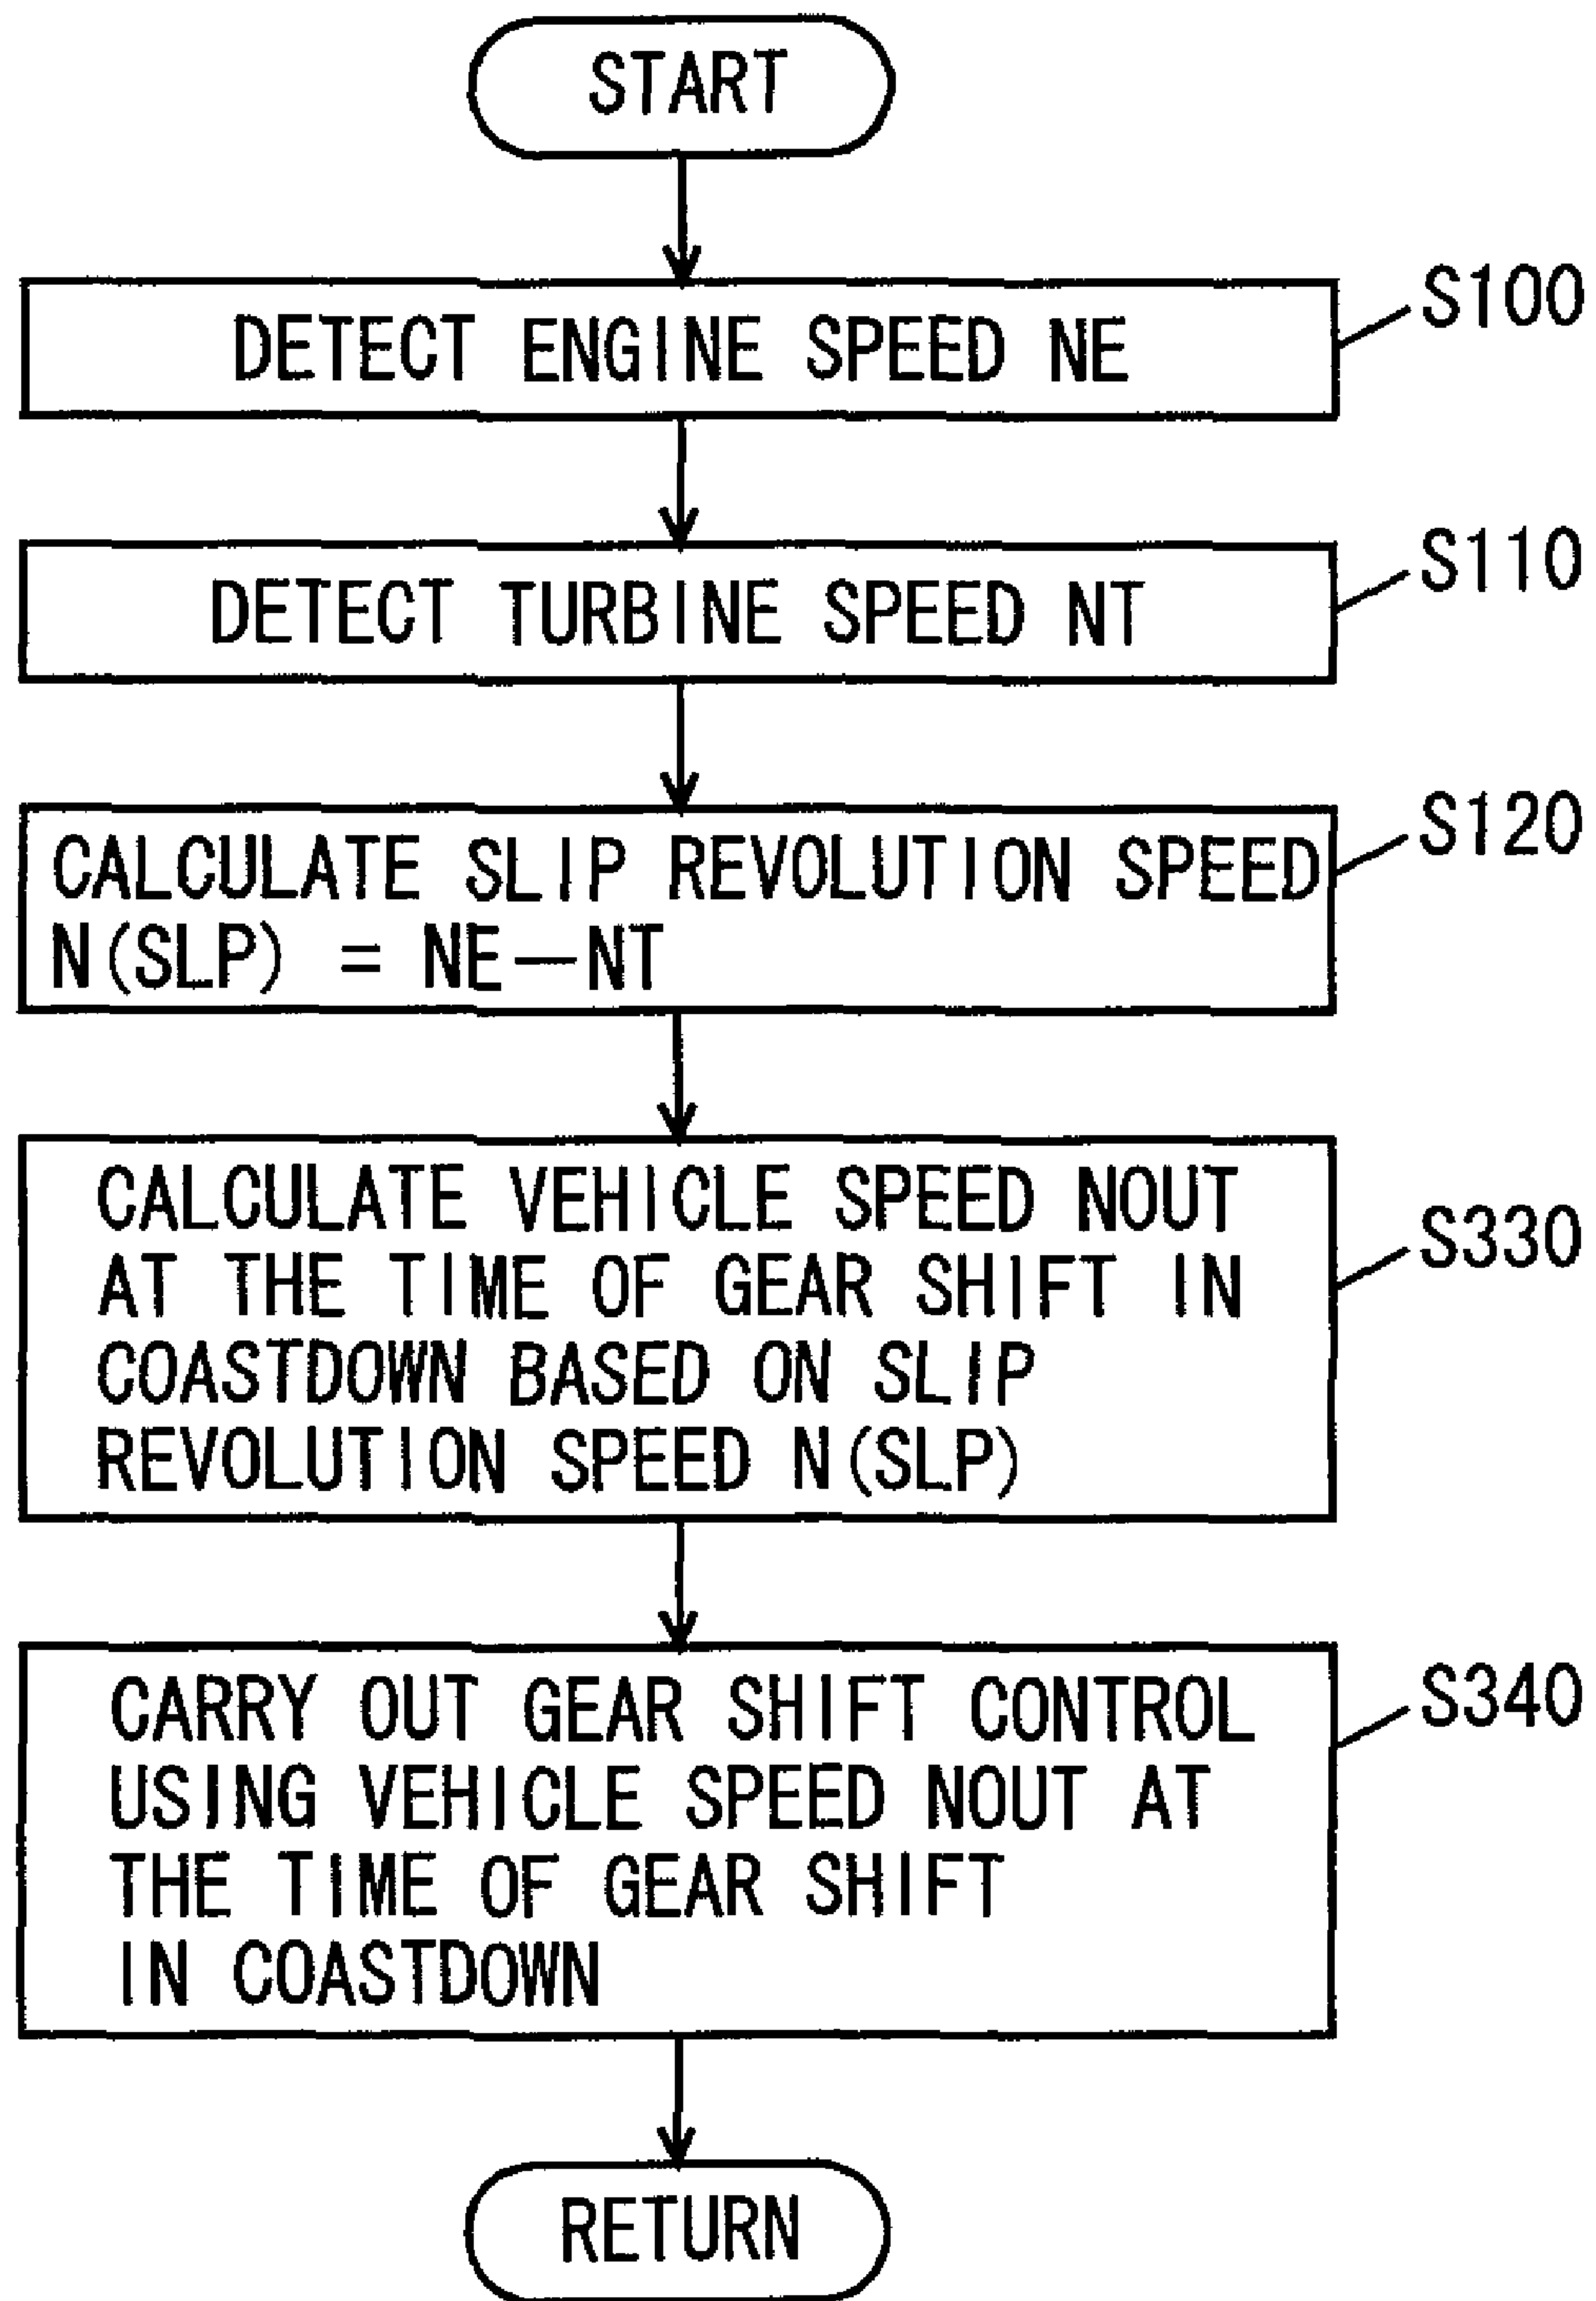 START
DETECT ENGINE SPEED NE
S100
DETECT TURBINE SPEED NT
S110
CALCULATE SLIP REVOLUTION SPEED
N(SLP) = NE—NT
S120
CALCULATE VEHICLE SPEED NOUT
AT THE TIME OF GEAR SHIFT IN
COASTDOWN BASED ON SLIP
REVOLUTION SPEED N(SLP)
S330
CARRY OUT GEAR SHIFT CONTROL
USING VEHICLE SPEED NOUT AT
THE TIME OF GEAR SHIFT
IN COASTDOWN
S340
RETURN